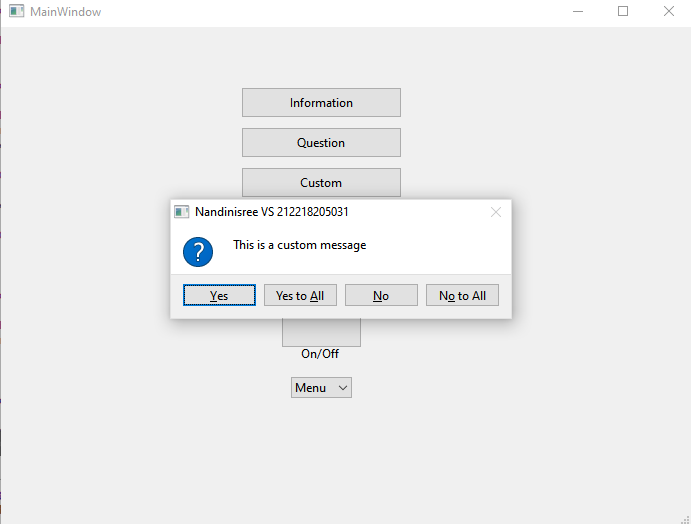 MainWindow
Information
Question
Custom
Nandinisree VS 212218205031
?
This is a custom message
Yes Yes to All No No to All
On/Off
Menu